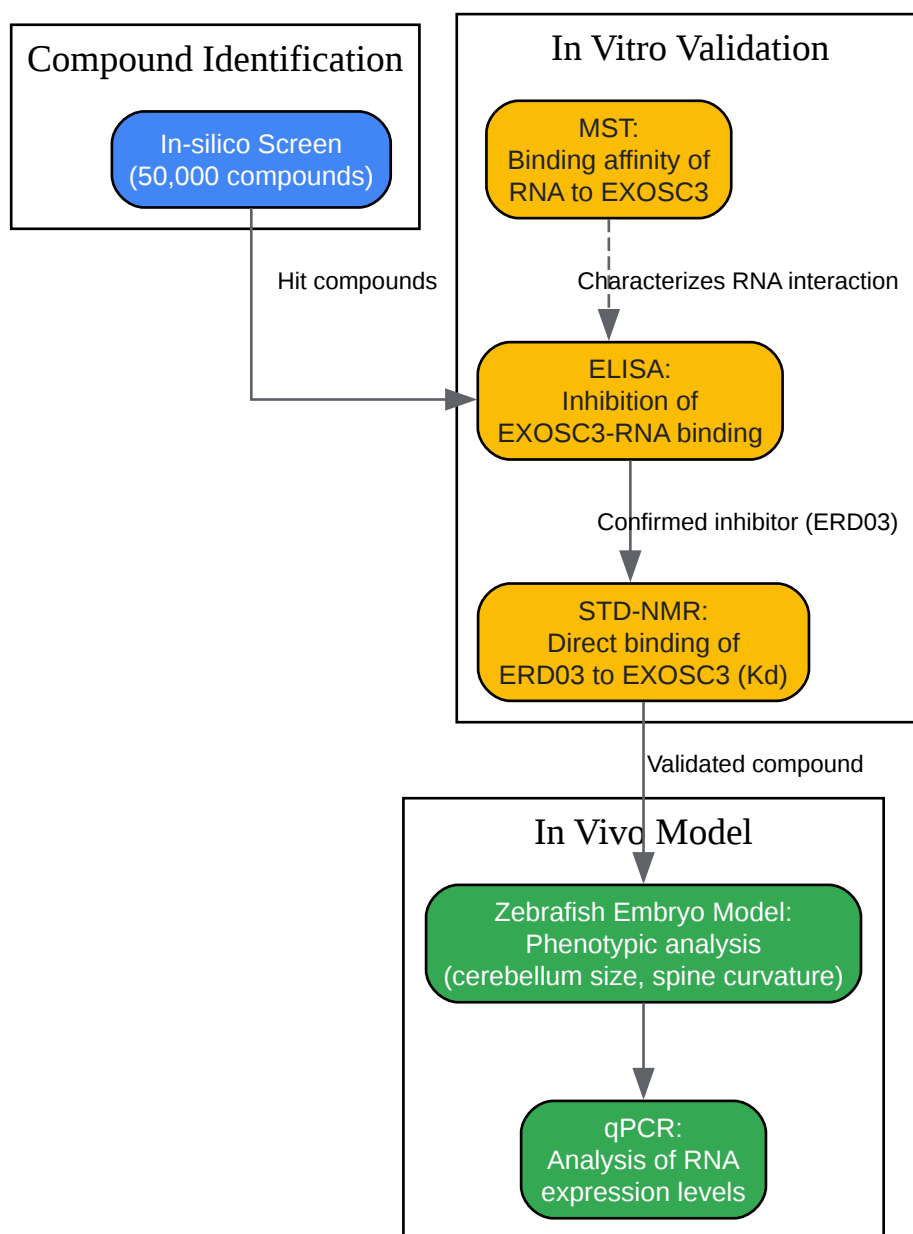 Compound Identification
In-silico Screen
(50,000 compounds)
Hit compounds
In Vitro Validation
MST:
Binding affinity of
RNA to EXOSC3
Characterizes RNA interaction
ELISA:
Inhibition of
EXOSC3-RNA binding
Confirmed inhibitor (ERD03)
STD-NMR:
Direct binding of
ERD03 to EXOSC3 (Kd)
Validated compound
In Vivo Model
Zebrafish Embryo Model:
Phenotypic analysis
(cerebellum size, spine curvature)
qPCR:
Analysis of RNA
expression levels